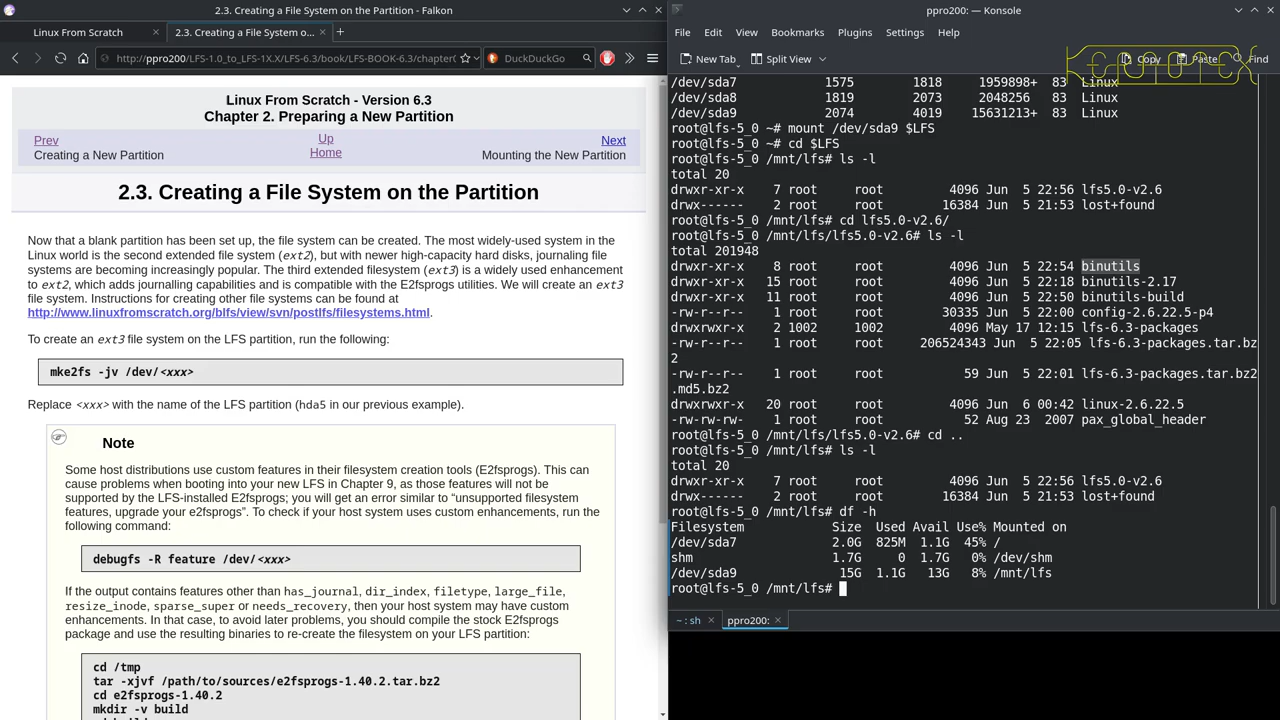 2.3. Creating a File System on the Partition - Falkon
Linux From Scratch
2.3. Creating a File System o...
http://ppro200/LFS-1.0_to_LFS-1X.X/LFS-6.3/book/LFS-BOOK-6.3/chapter(
DuckDuckGo
Linux From Scratch - Version 6.3
Chapter 2. Preparing a New Partition
Prev
Up
Next
Creating a New Partition
Home
Mounting the New Partition
2.3. Creating a File System on the Partition
Now that a blank partition has been set up, the file system can be created. The most widely-used system in the
Linux world is the second extended file system (ext2), but with newer high-capacity hard disks, journaling file
systems are becoming increasingly popular. The third extended filesystem (ext3) is a widely used enhancement
to ext2, which adds journalling capabilities and is compatible with the E2fsprogs utilities. We will create an ext3
file system. Instructions for creating other file systems can be found at
http://www.linuxfromscratch.org/blfs/view/svn/postlfs/filesystems.html.
To create an ext3 file system on the LFS partition, run the following:
mke2fs -jv /dev/<xxx>
Replace <xxx> with the name of the LFS partition (hda5 in our previous example).
Note
Some host distributions use custom features in their filesystem creation tools (E2fsprogs). This can
cause problems when booting into your new LFS in Chapter 9, as those features will not be
supported by the LFS-installed E2fsprogs; you will get an error similar to “unsupported filesystem
features, upgrade your e2fsprogs”. To check if your host system uses custom enhancements, run the
following command:
debugfs -R feature /dev/<xxx>
If the output contains features other than has_journal, dir_index, filetype, large_file,
resize_inode, sparse_super or needs_recovery, then your host system may have custom
enhancements. In that case, to avoid later problems, you should compile the stock E2fsprogs
package and use the resulting binaries to re-create the filesystem on your LFS partition:
cd /tmp
tar -xjvf /path/to/sources/e2fsprogs-1.40.2.tar.bz2
cd e2fsprogs-1.40.2
mkdir -v build
ppro200: — Konsole
File Edit View Bookmarks Plugins Settings Help
New Tab Split View Copy Paste Find
/dev/sda7 1575 1818 1959898+ 83 Linux
/dev/sda8 1819 2073 2048256 83 Linux
/dev/sda9 2074 4019 15631213+ 83 Linux
root@lfs-5_0 ~# mount /dev/sda9 $LFS
root@lfs-5_0 ~# cd $LFS
root@lfs-5_0 /mnt/lfs# ls -l
total 20
drwxr-xr-x 7 root root 4096 Jun 5 22:56 lfs5.0-v2.6
drwx------ 2 root root 16384 Jun 5 21:53 lost+found
root@lfs-5_0 /mnt/lfs# cd lfs5.0-v2.6/
root@lfs-5_0 /mnt/lfs/lfs5.0-v2.6# ls -l
total 201948
drwxr-xr-x 8 root root 4096 Jun 5 22:54 binutils
drwxr-xr-x 15 root root 4096 Jun 5 22:18 binutils-2.17
drwxr-xr-x 11 root root 4096 Jun 5 22:50 binutils-build
-rw-r--r-- 1 root root 30335 Jun 5 22:00 config-2.6.22.5-p4
drwxrwxr-x 2 1002 1002 4096 May 17 12:15 lfs-6.3-packages
-rw-r--r-- 1 root root 206524343 Jun 5 22:05 lfs-6.3-packages.tar.bz
2
-rw-r--r-- 1 root root 59 Jun 5 22:01 lfs-6.3-packages.tar.bz2
.md5.bz2
drwxrwxr-x 20 root root 4096 Jun 6 00:42 linux-2.6.22.5
-rw-rw-rw- 1 root root 52 Aug 23 2007 pax_global_header
root@lfs-5_0 /mnt/lfs/lfs5.0-v2.6# cd ..
root@lfs-5_0 /mnt/lfs# ls -l
total 20
drwxr-xr-x 7 root root 4096 Jun 5 22:56 lfs5.0-v2.6
drwx------ 2 root root 16384 Jun 5 21:53 lost+found
root@lfs-5_0 /mnt/lfs# df -h
Filesystem Size Used Avail Use% Mounted on
/dev/sda7 2.0G 825M 1.1G 45% /
shm 1.7G 0 1.7G 0% /dev/shm
/dev/sda9 15G 1.1G 13G 8% /mnt/lfs
root@lfs-5_0 /mnt/lfs#
~ : sh
ppro200: